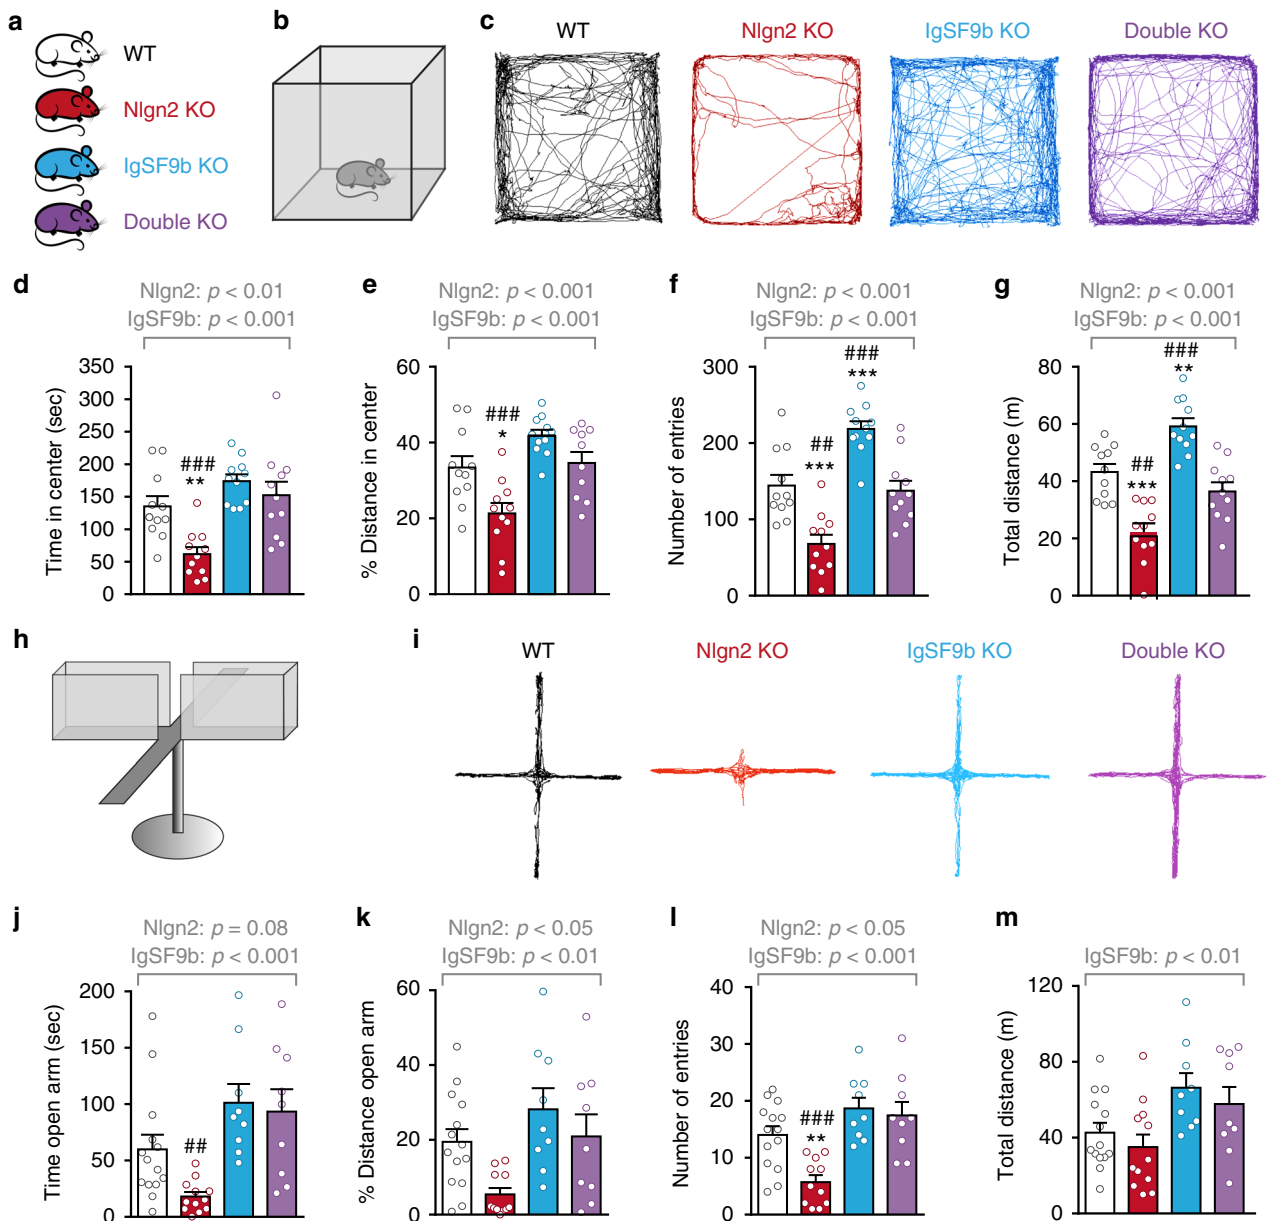 a
WT
Nlgn2 KO
IgSF9b KO
Double KO
b
c
WT
Nlgn2 KO
IgSF9b KO
Double KO
d
Nlgn2: p < 0.01
IgSF9b: p < 0.001
Time in center (sec)
350
300
250
200
150
100
50
0
###
**
e
Nlgn2: p < 0.001
IgSF9b: p < 0.001
% Distance in center
60
40
20
0
###
*
f
Nlgn2: p < 0.001
IgSF9b: p < 0.001
Number of entries
300
200
100
0
##
***
###
***
g
Nlgn2: p < 0.001
IgSF9b: p < 0.001
Total distance (m)
80
60
40
20
0
##
***
###
**
h
i
WT
Nlgn2 KO
IgSF9b KO
Double KO
j
Nlgn2: p = 0.08
IgSF9b: p < 0.001
Time open arm (sec)
200
150
100
50
0
##
k
Nlgn2: p < 0.05
IgSF9b: p < 0.01
% Distance open arm
60
40
20
0
l
Nlgn2: p < 0.05
IgSF9b: p < 0.001
Number of entries
40
30
20
10
0
###
**
m
IgSF9b: p < 0.01
Total distance (m)
120
80
40
0